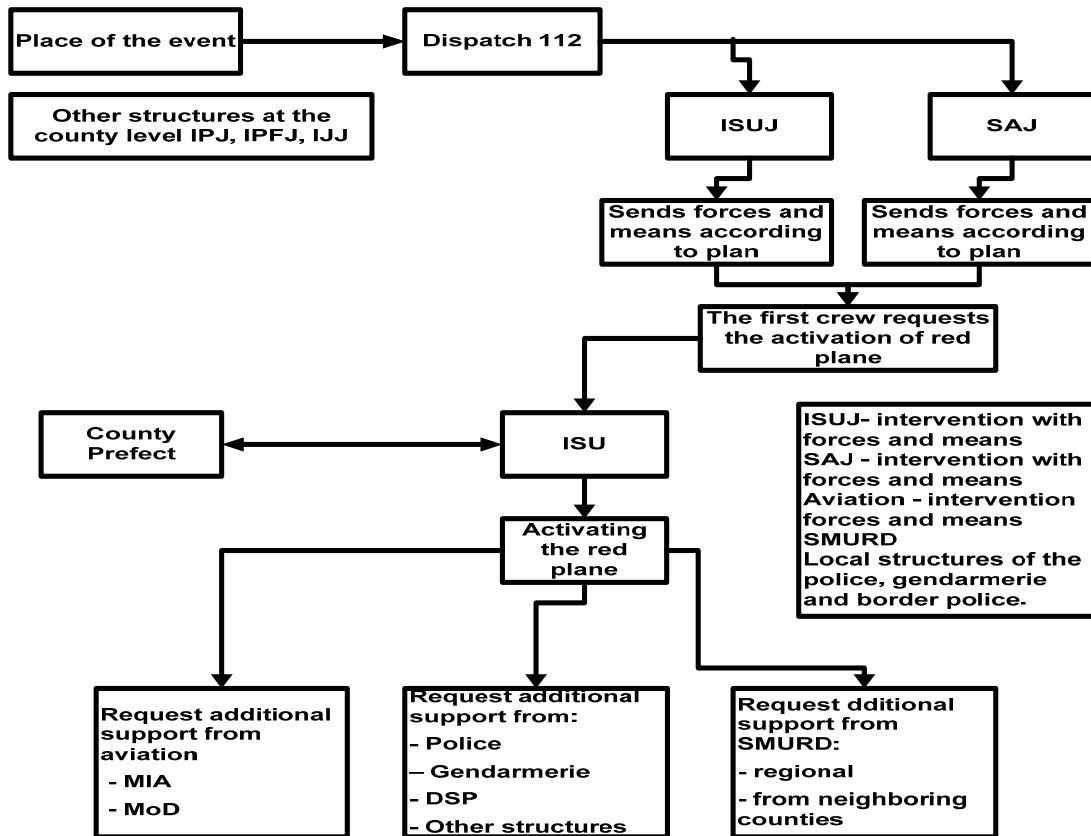 Place of the event
Dispatch 112
Other structures at the
county level IPJ, IPFJ, IJJ
ISUJ
SAJ
Sends forces and
means according
to plan
Sends forces and
means according
to plan
The first crew requests
the activation of red
plane
County
Prefect
ISU
ISUJ- intervention with
forces and means
SAJ - intervention with
forces and means
Aviation - intervention
forces and means
SMURD
Local structures of the
police, gendarmerie
and border police.
Activating
the red
plane
Request additional
support from
aviation
- MIA
- MoD
Request additional
support from:
- Police
– Gendarmerie
- DSP
- Other structures
Request dditional
support from
SMURD:
- regional
- from neighboring
counties